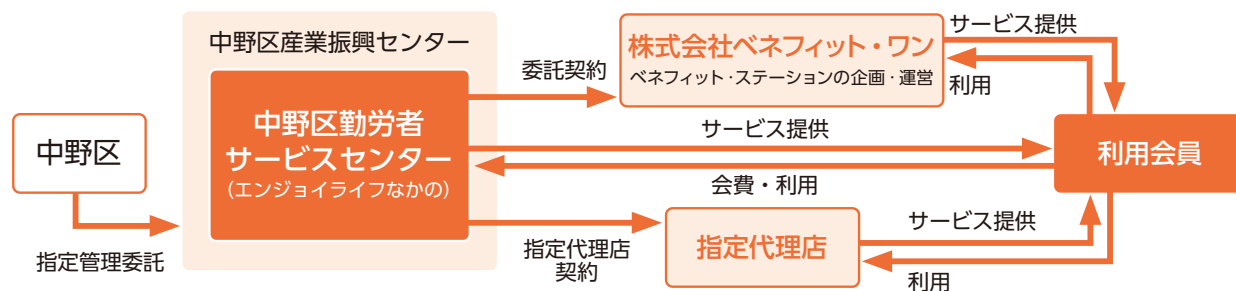 中野区
指定管理委託
中野区産業振興センター
中野区勤労者
サービスセンター
(エンジョイライフなかの)
委託契約
株式会社ベネフィット・ワン
ベネフィット・ステーションの企画・運営
サービス提供
利用
サービス提供
会費・利用
利用会員
指定代理店
契約
指定代理店
サービス提供
利用